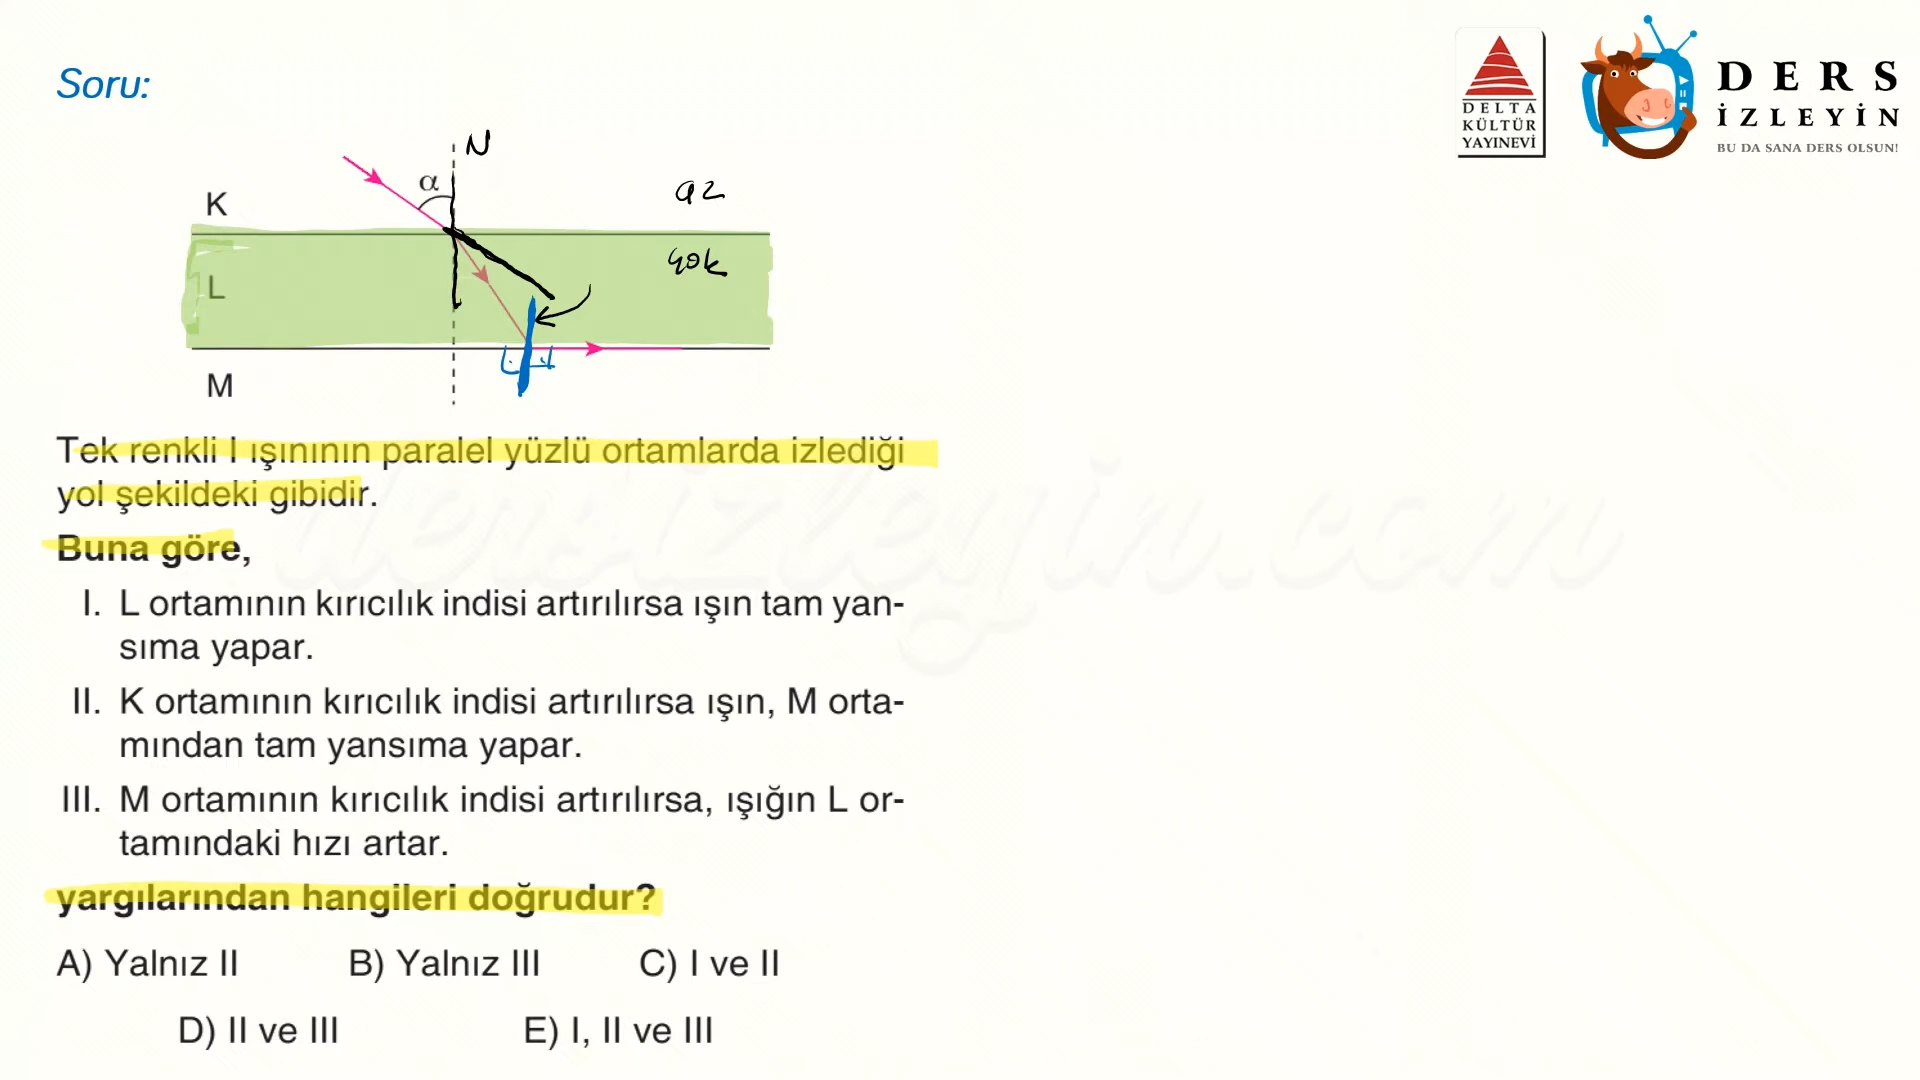 Soru:
DELTA
KÜLTÜR
YAYINEVİ
DERS
İZLEYİN
BU DA SANA DERS OLSUN!
N
α
K
az
çok
L
M
Tek renkli I ışınının paralel yüzlü ortamlarda izlediği
yol şekildeki gibidir.
Buna göre,
I. L ortamının kırıcılık indisi artırılırsa ışın tam yan-
sıma yapar.
II. K ortamının kırıcılık indisi artırılırsa ışın, M orta-
mından tam yansıma yapar.
III. M ortamının kırıcılık indisi artırılırsa, ışığın L or-
tamındaki hızı artar.
yargılarından hangileri doğrudur?
A) Yalnız II B) Yalnız III C) I ve II
D) II ve III E) I, II ve III
dersizleyin.com